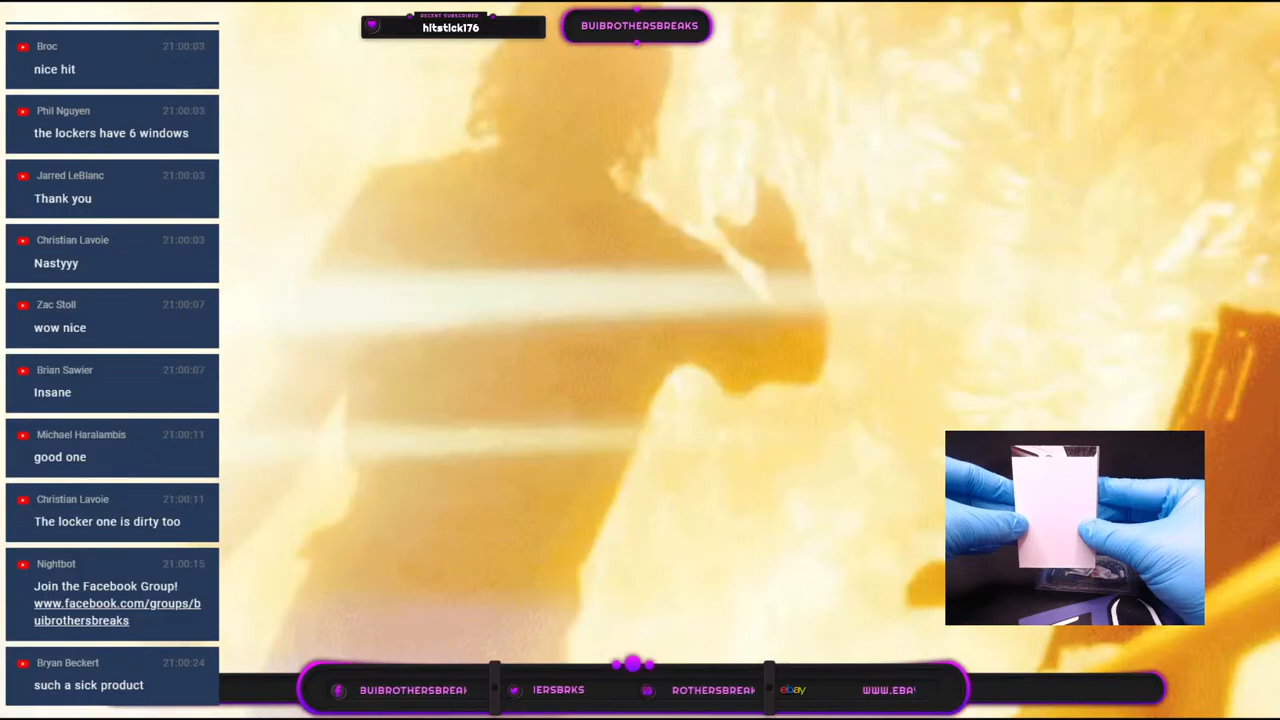 RECENT SUBSCRIBER
hitstick176
BUIBROTHERSBREAKS
Broc 21:00:03
nice hit
Phil Nguyen 21:00:03
the lockers have 6 windows
Jarred LeBlanc 21:00:03
Thank you
Christian Lavoie 21:00:03
Nastyyy
Zac Stoll 21:00:07
wow nice
Brian Sawier 21:00:07
Insane
Michael Haralambis 21:00:11
good one
Christian Lavoie 21:00:11
The locker one is dirty too
Nightbot 21:00:15
Join the Facebook Group!
www.facebook.com/groups/b
uibrothersbreaks
Bryan Beckert 21:00:24
such a sick product
BUIBROTHERSBREA IERSBRKS ROTHERSBREAK ebay WWW.EBA